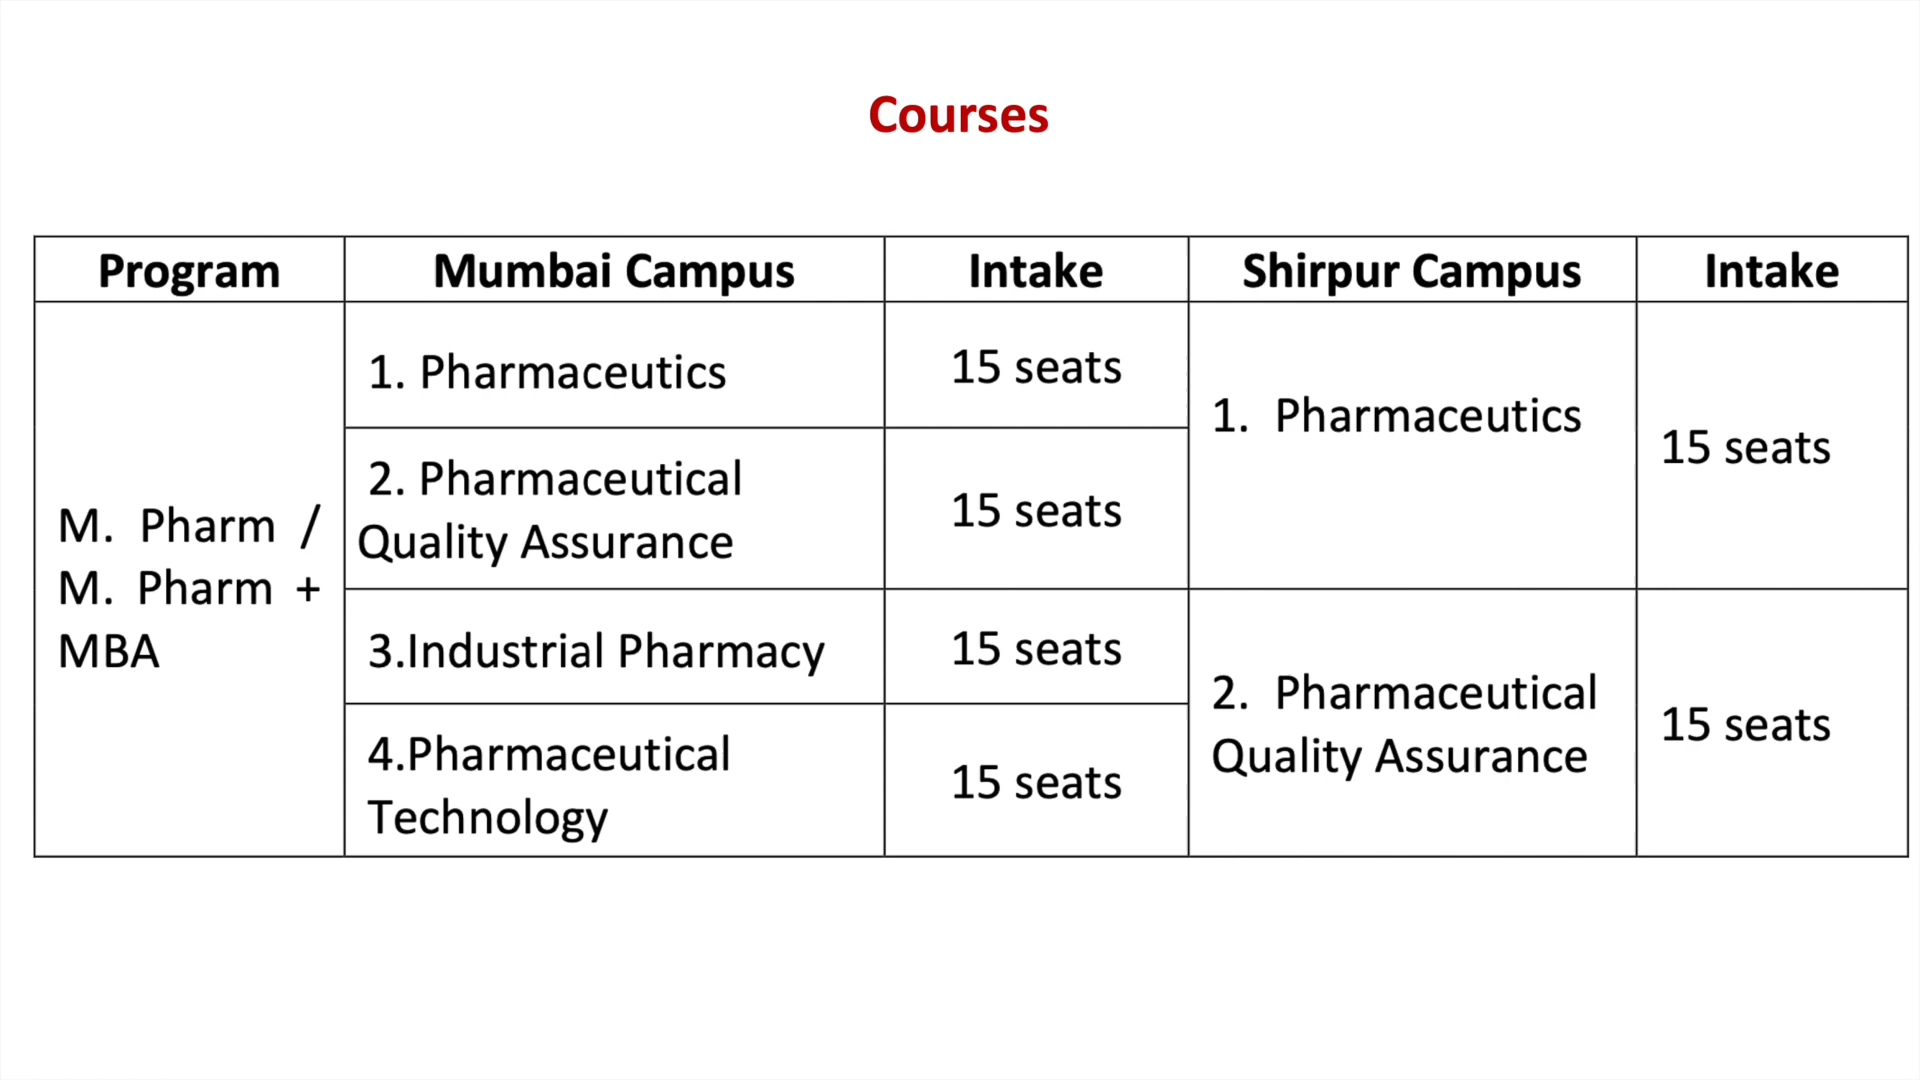 Courses
Program Mumbai Campus Intake Shirpur Campus Intake
M. Pharm /
M. Pharm +
MBA
1. Pharmaceutics
15 seats
2. Pharmaceutical
Quality Assurance
15 seats
3.Industrial Pharmacy
15 seats
4.Pharmaceutical
Technology
15 seats
1. Pharmaceutics
15 seats
2. Pharmaceutical
Quality Assurance
15 seats